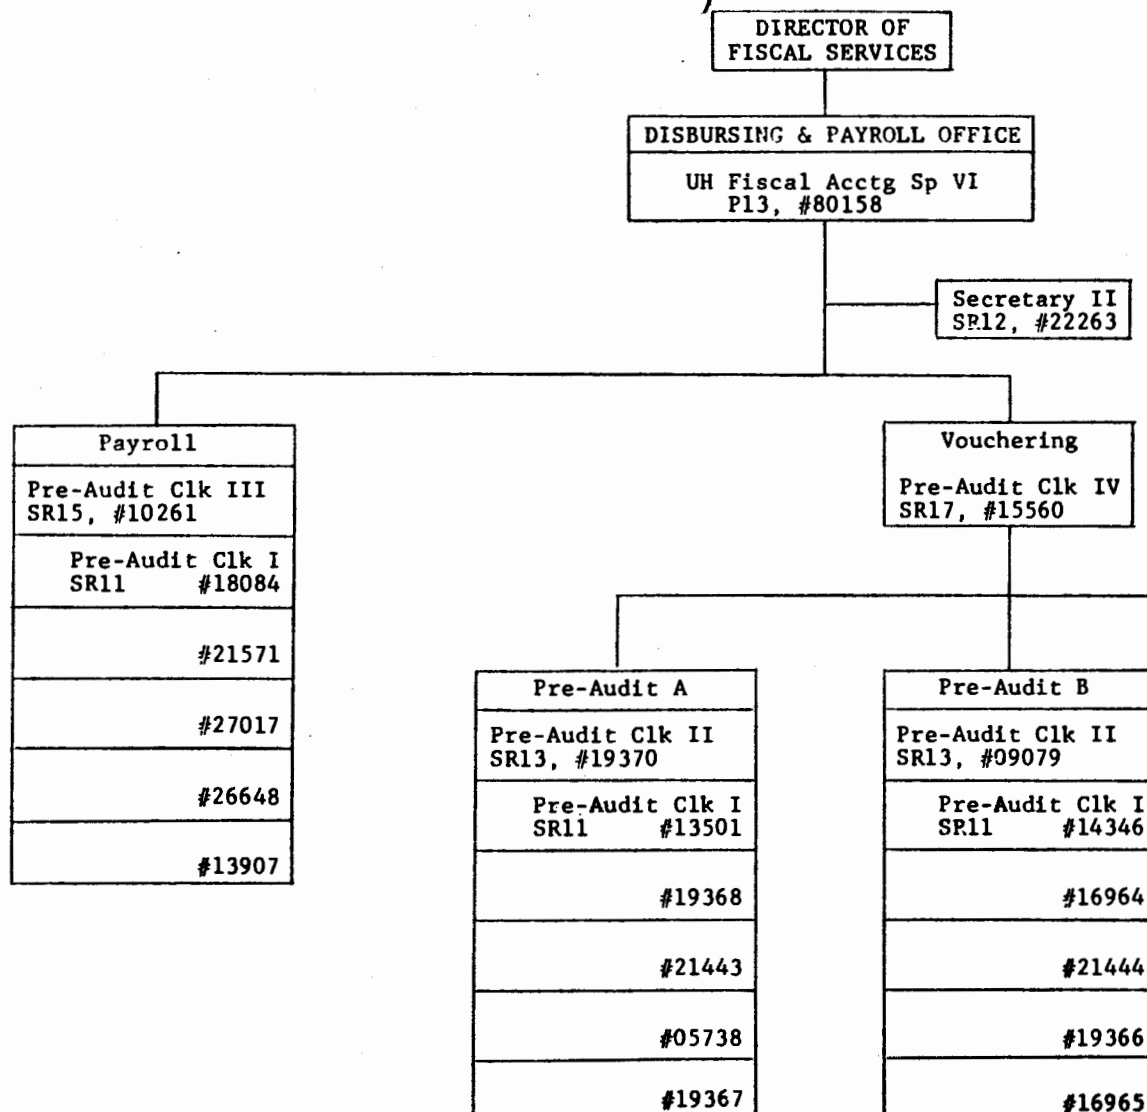 DIRECTOR OF
FISCAL SERVICES
DISBURSING & PAYROLL OFFICE
UH Fiscal Acctg Sp VI
P13, #80158
Secretary II
SR12, #22263
Payroll
Pre-Audit Clk III
SR15, #10261
Pre-Audit Clk I
SR11 #18084
#21571
#27017
#26648
#13907
Vouchering
Pre-Audit Clk IV
SR17, #15560
Pre-Audit A
Pre-Audit Clk II
SR13, #19370
Pre-Audit Clk I
SR11 #13501
#19368
#21443
#05738
#19367
Pre-Audit B
Pre-Audit Clk II
SR13, #09079
Pre-Audit Clk I
SR11 #14346
#16964
#21444
#19366
#16965